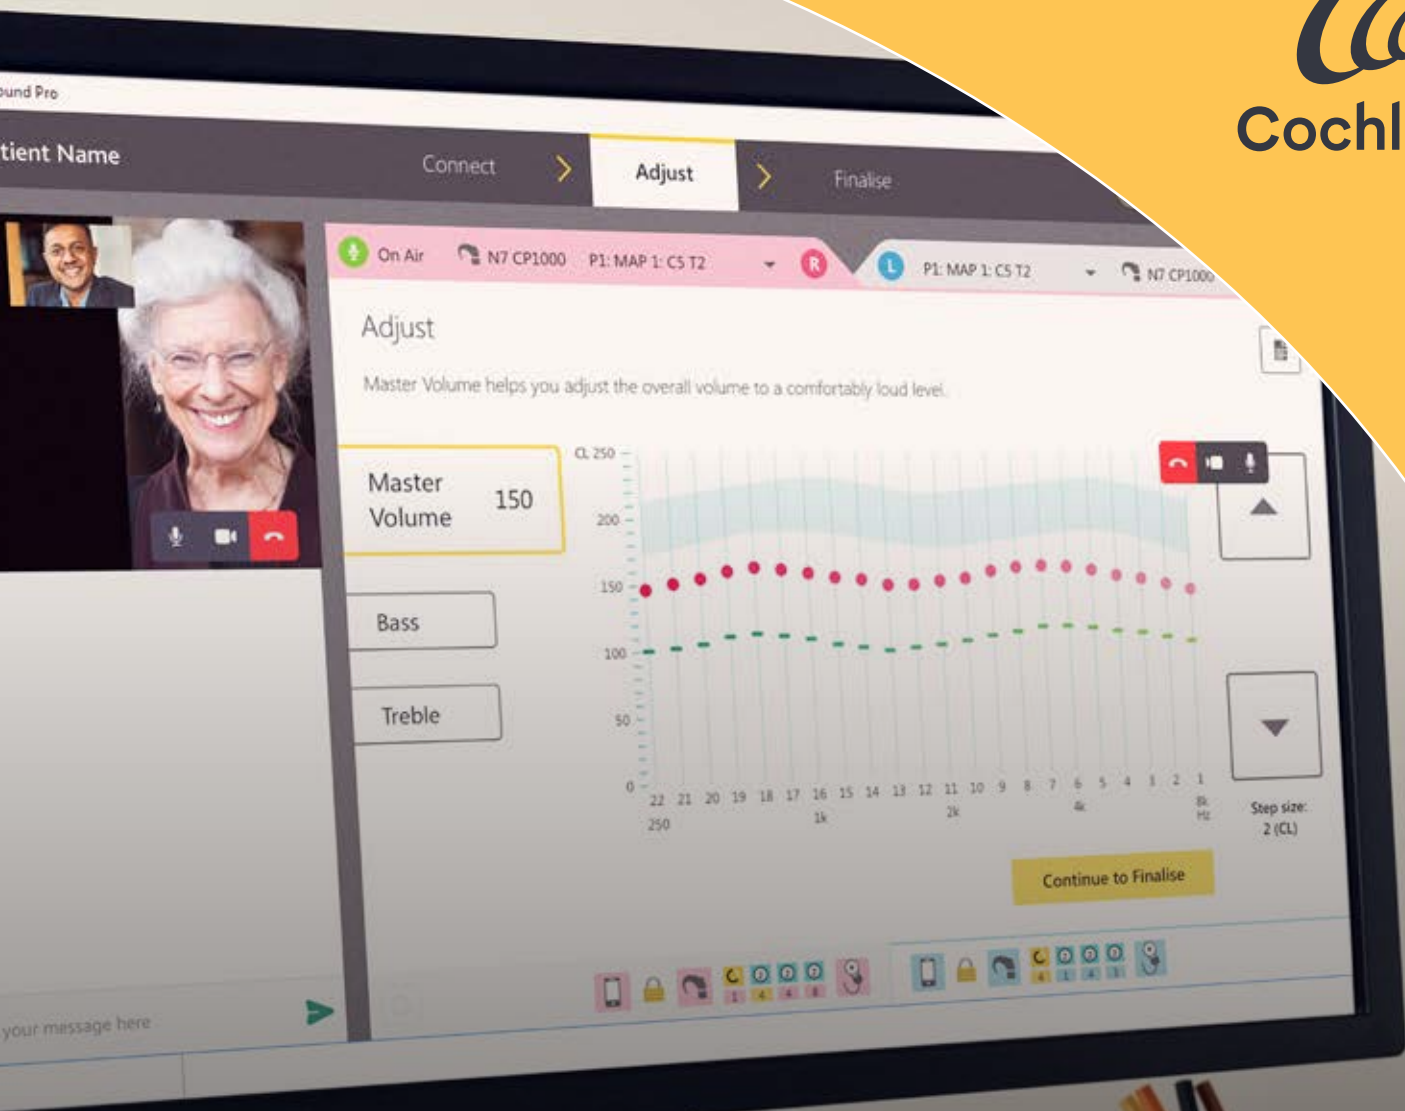 ound Pro
Cochl
tient Name
Connect
Adjust
Finalise
On Air
N7 CP1000
P1: MAP 1: C5 T2
R
L
P1: MAP 1: C5 T2
N7 CP1000
Adjust
Master Volume helps you adjust the overall volume to a comfortably loud level.
Master
Volume
150
Bass
Treble
CL 250
200
150
100
50
0
22 21 20 19 18 17 16 15 14 13 12 11 10 9 8 7 6 5 4 3 2 1
250 1k 2k 4k 8k
Hz
Step size:
2 (CL)
Continue to Finalise
your message here